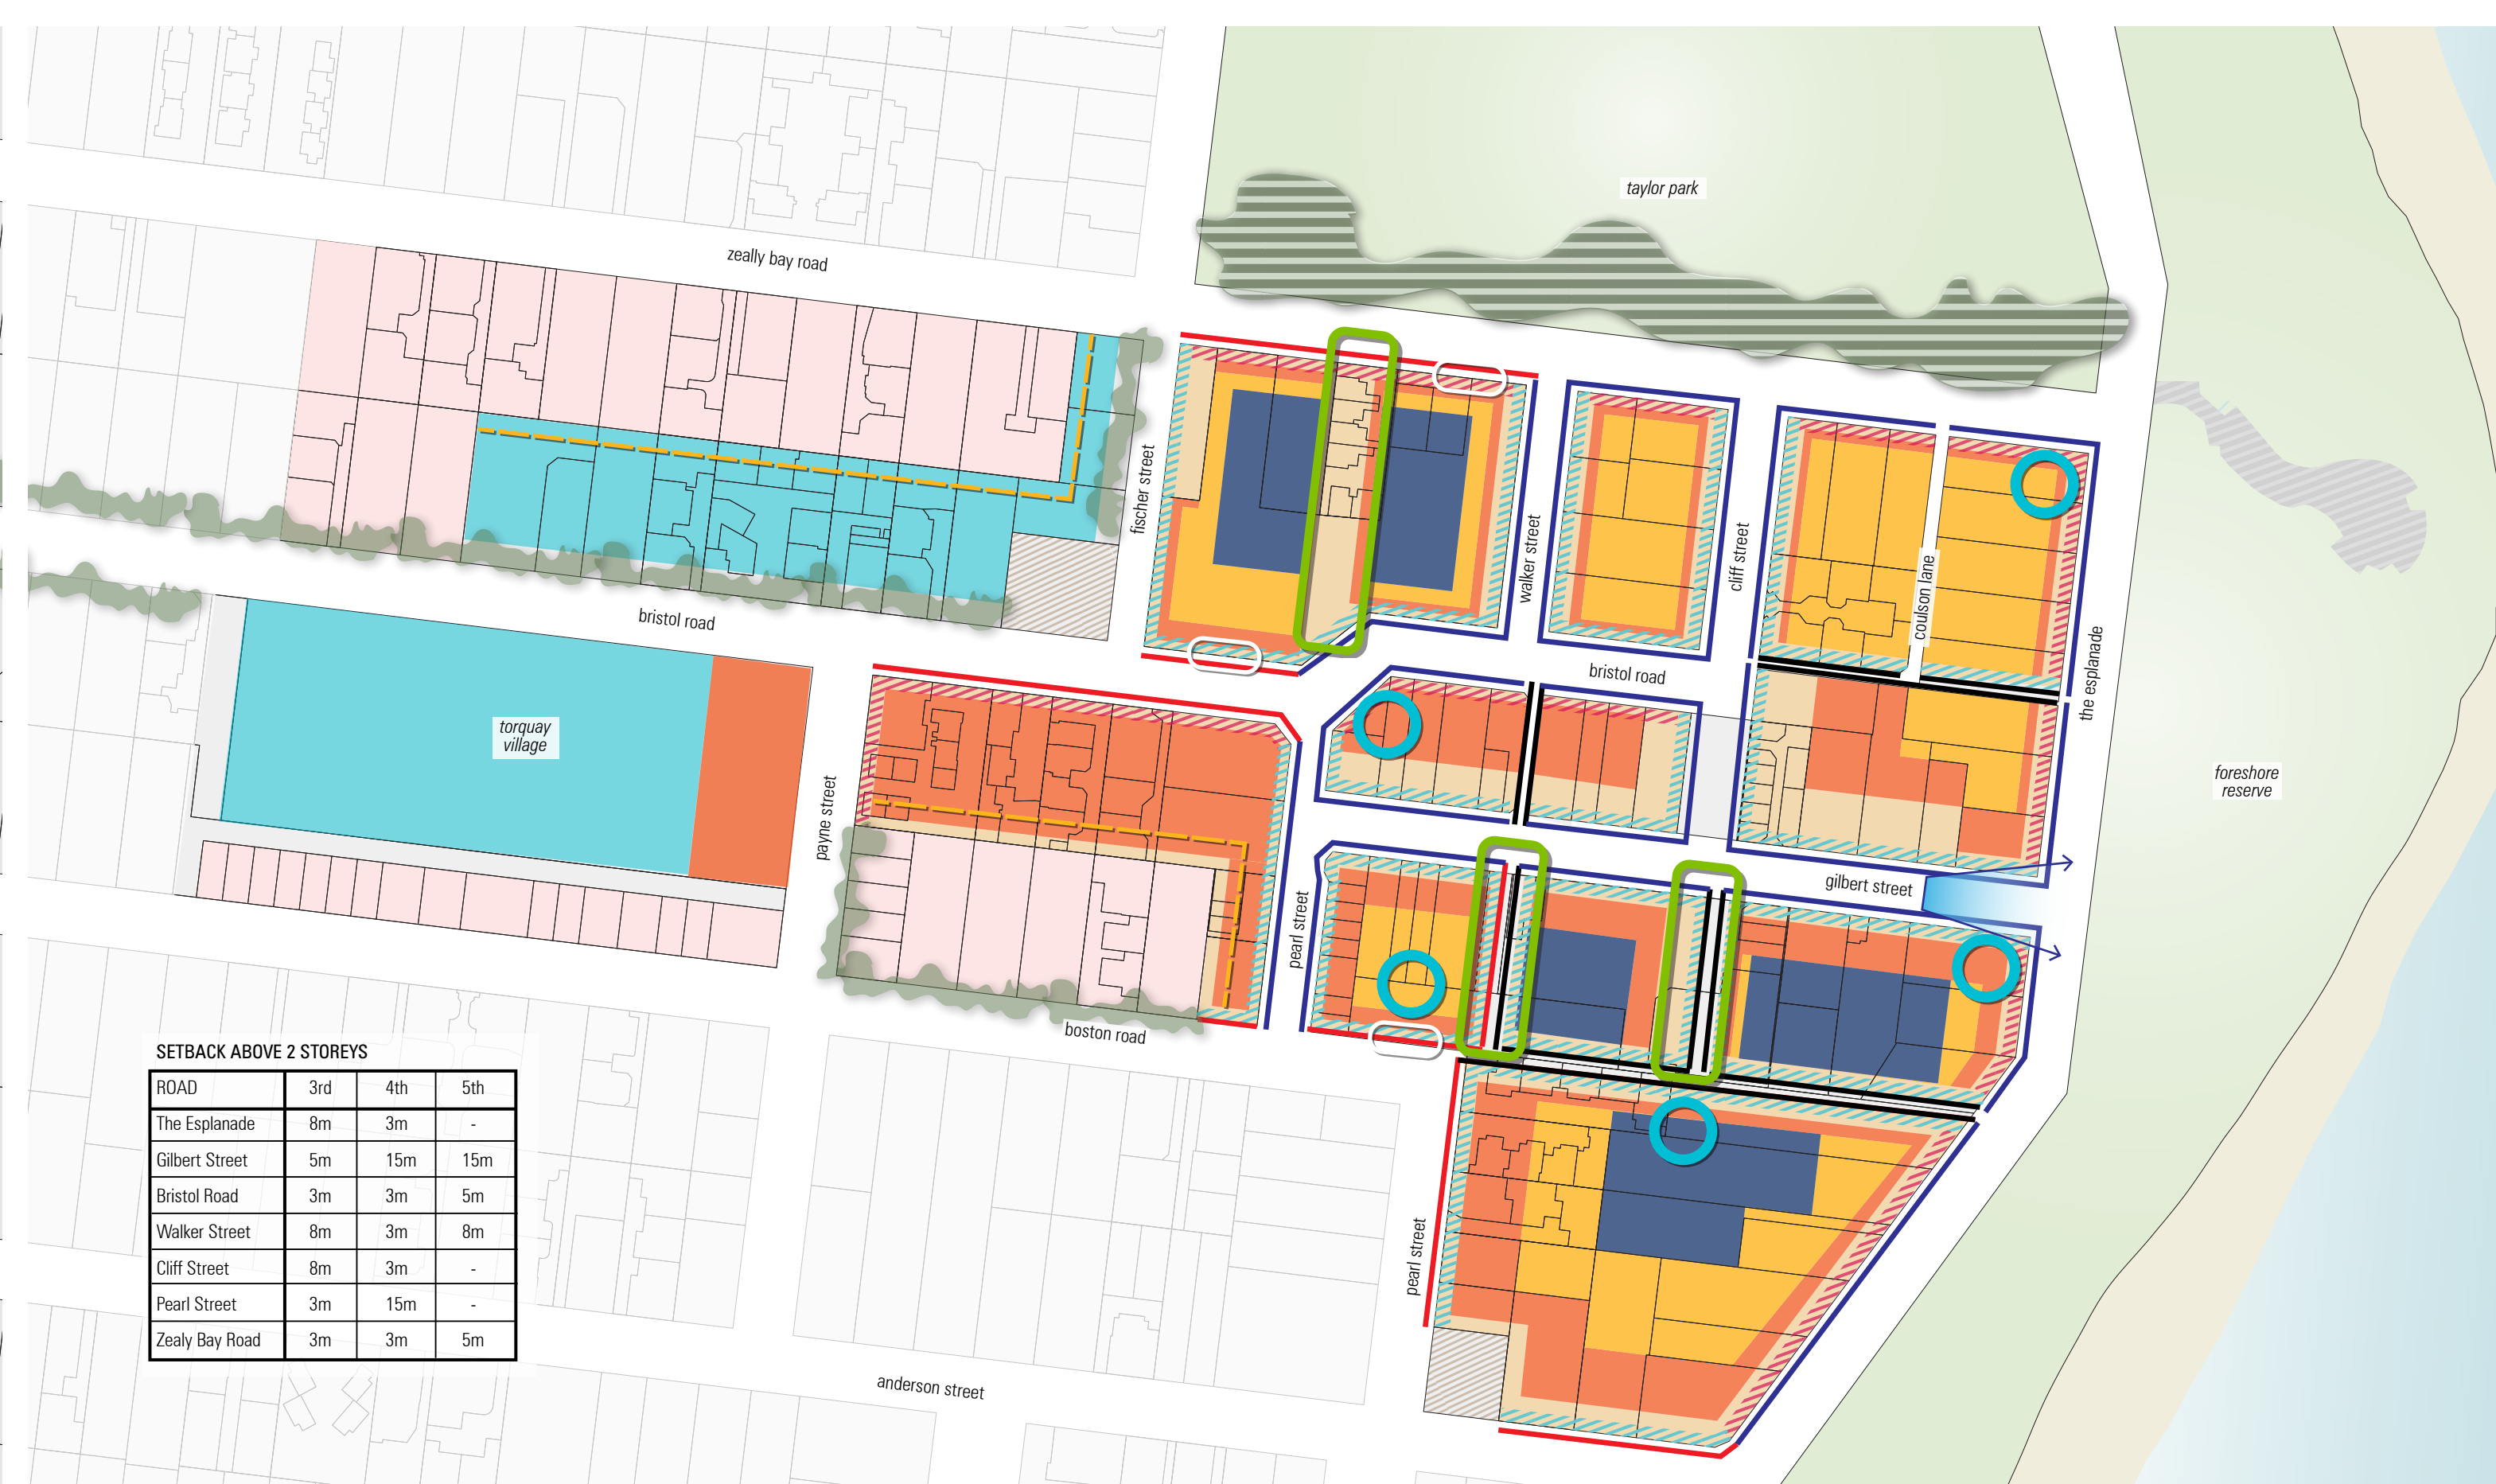 taylor park
zeally bay road
fischer street
walker street
cliff street
coulson lane
the esplanade
bristol road
bristol road
torquay
village
payne street
foreshore
reserve
gilbert street
pearl street
boston road
pearl street
anderson street
SETBACK ABOVE 2 STOREYS
ROAD 3rd 4th 5th
The Esplanade 8m 3m -
Gilbert Street 5m 15m 15m
Bristol Road 3m 3m 5m
Walker Street 8m 3m 8m
Cliff Street 8m 3m -
Pearl Street 3m 15m -
Zealy Bay Road 3m 3m 5m